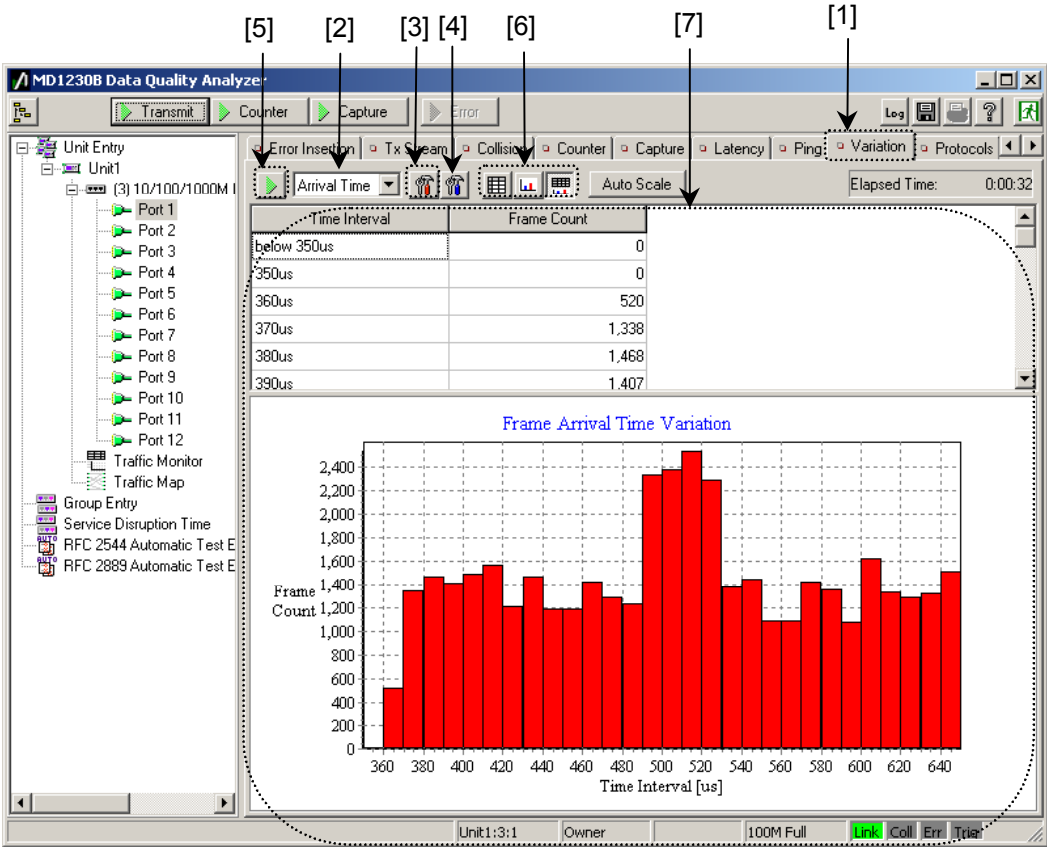 [5] [2] [3] [4] [6] [7] [1]
MD1230B Data Quality Analyzer
Transmit Counter Capture Error Log
Unit Entry
Unit1
(3) 10/100/1000M
Port 1
Port 2
Port 3
Port 4
Port 5
Port 6
Port 7
Port 8
Port 9
Port 10
Port 11
Port 12
Traffic Monitor
Traffic Map
Group Entry
Service Disruption Time
RFC 2544 Automatic Test E
RFC 2889 Automatic Test E
Error Insertion Tx Stream Collision Counter Capture Latency Ping Variation Protocols
Arrival Time Auto Scale Elapsed Time: 0:00:32
Time Interval Frame Count
below 350us 0
350us 0
360us 520
370us 1,338
380us 1,468
390us 1,407
Frame Arrival Time Variation
2,400
2,200
2,000
1,800
1,600
1,400
1,200
1,000
800
600
400
200
0
Frame
Count
360 380 400 420 440 460 480 500 520 540 560 580 600 620 640
Time Interval [us]
Unit1:3:1 Owner 100M Full Link Coll Err Trigr